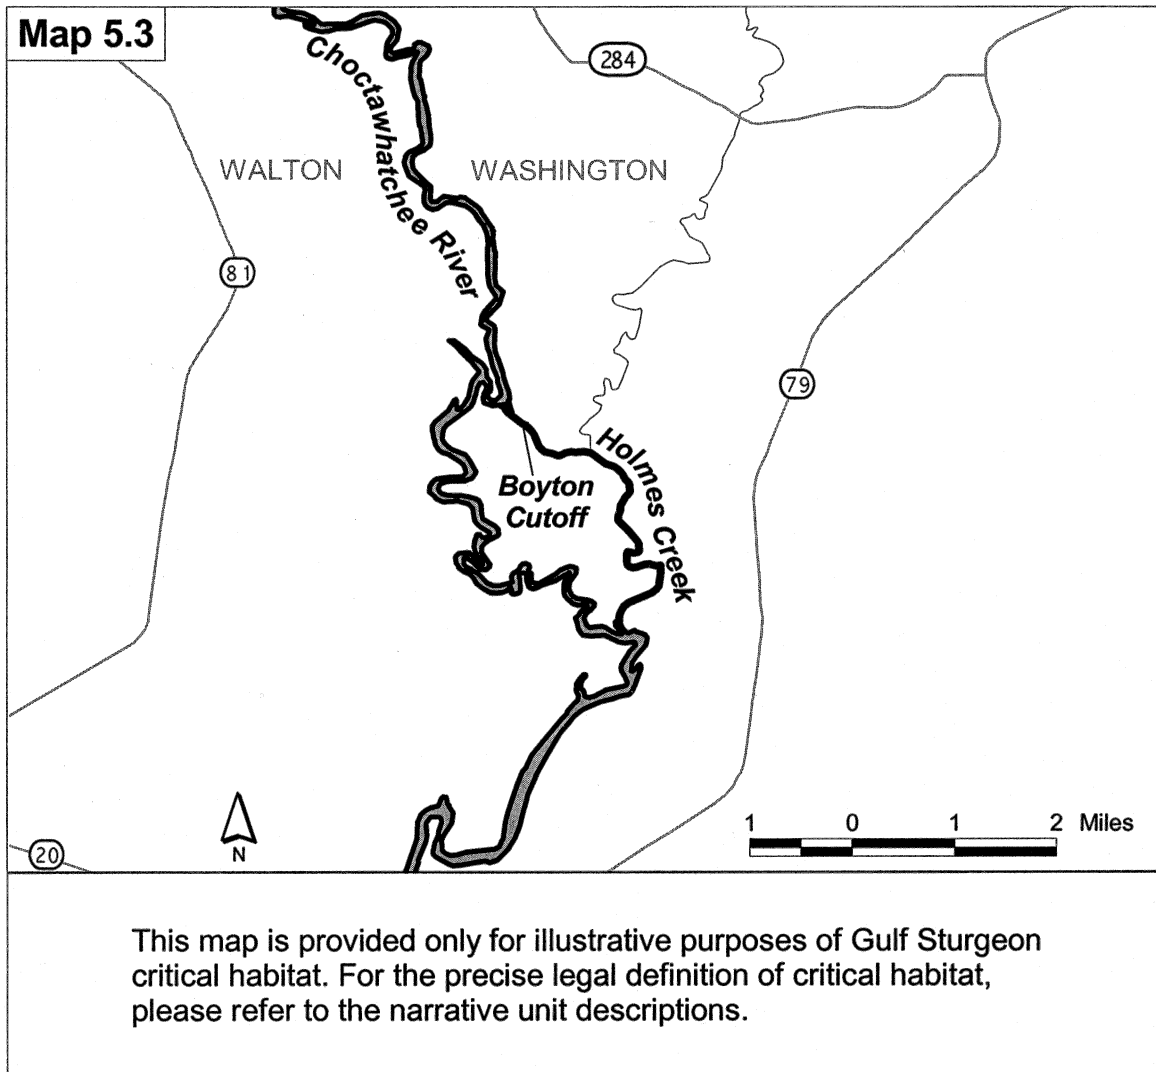 Map 5.3
Choctawhatchee River
284
WALTON
WASHINGTON
81
79
Holmes Creek
Boyton
Cutoff
1 0 1 2 Miles
N
20
This map is provided only for illustrative purposes of Gulf Sturgeon
critical habitat. For the precise legal definition of critical habitat,
please refer to the narrative unit descriptions.